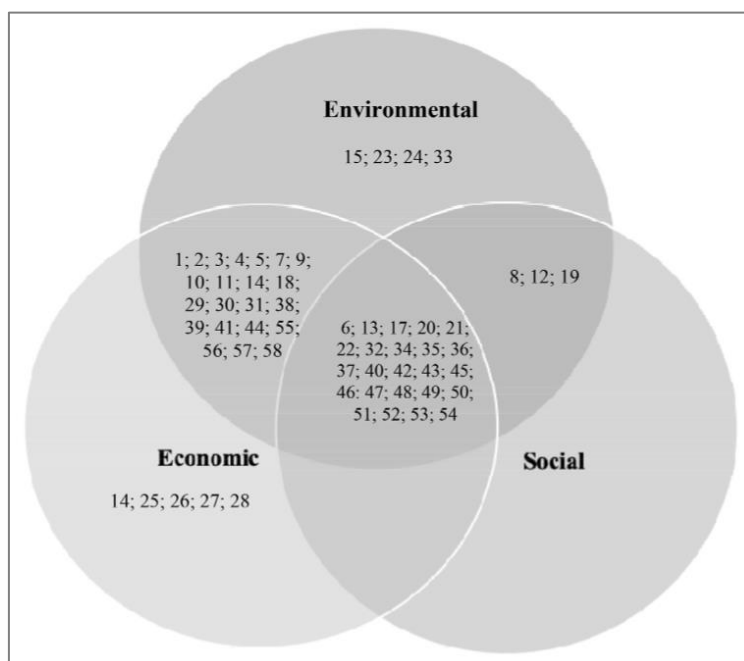 Environmental
15; 23; 24; 33
1; 2; 3; 4; 5; 7; 9;
10; 11; 14; 18;
29; 30; 31; 38;
39; 41; 44; 55;
56; 57; 58
8; 12; 19
6; 13; 17; 20; 21;
22; 32; 34; 35; 36;
37; 40; 42; 43; 45;
46: 47; 48; 49; 50;
51; 52; 53; 54
Economic
14; 25; 26; 27; 28
Social